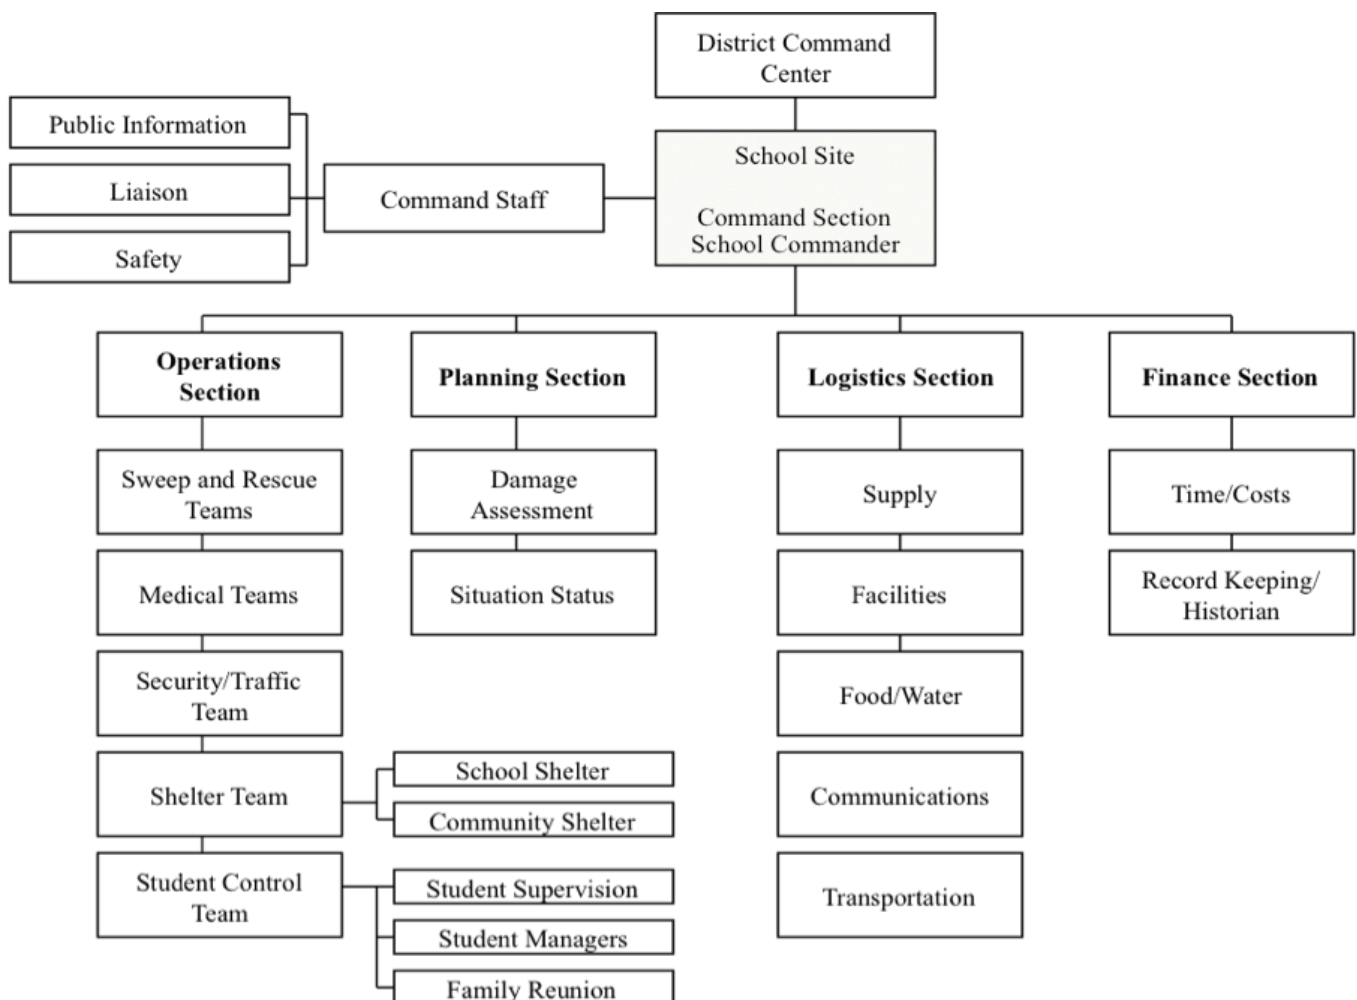 District Command
Center
Public Information
Liaison
Safety
Command Staff
School Site
Command Section
School Commander
Operations
Section
Planning Section
Logistics Section
Finance Section
Sweep and Rescue
Teams
Damage
Assessment
Supply
Time/Costs
Medical Teams
Situation Status
Facilities
Record Keeping/
Historian
Security/Traffic
Team
Food/Water
Shelter Team
School Shelter
Community Shelter
Communications
Student Control
Team
Student Supervision
Student Managers
Family Reunion
Transportation